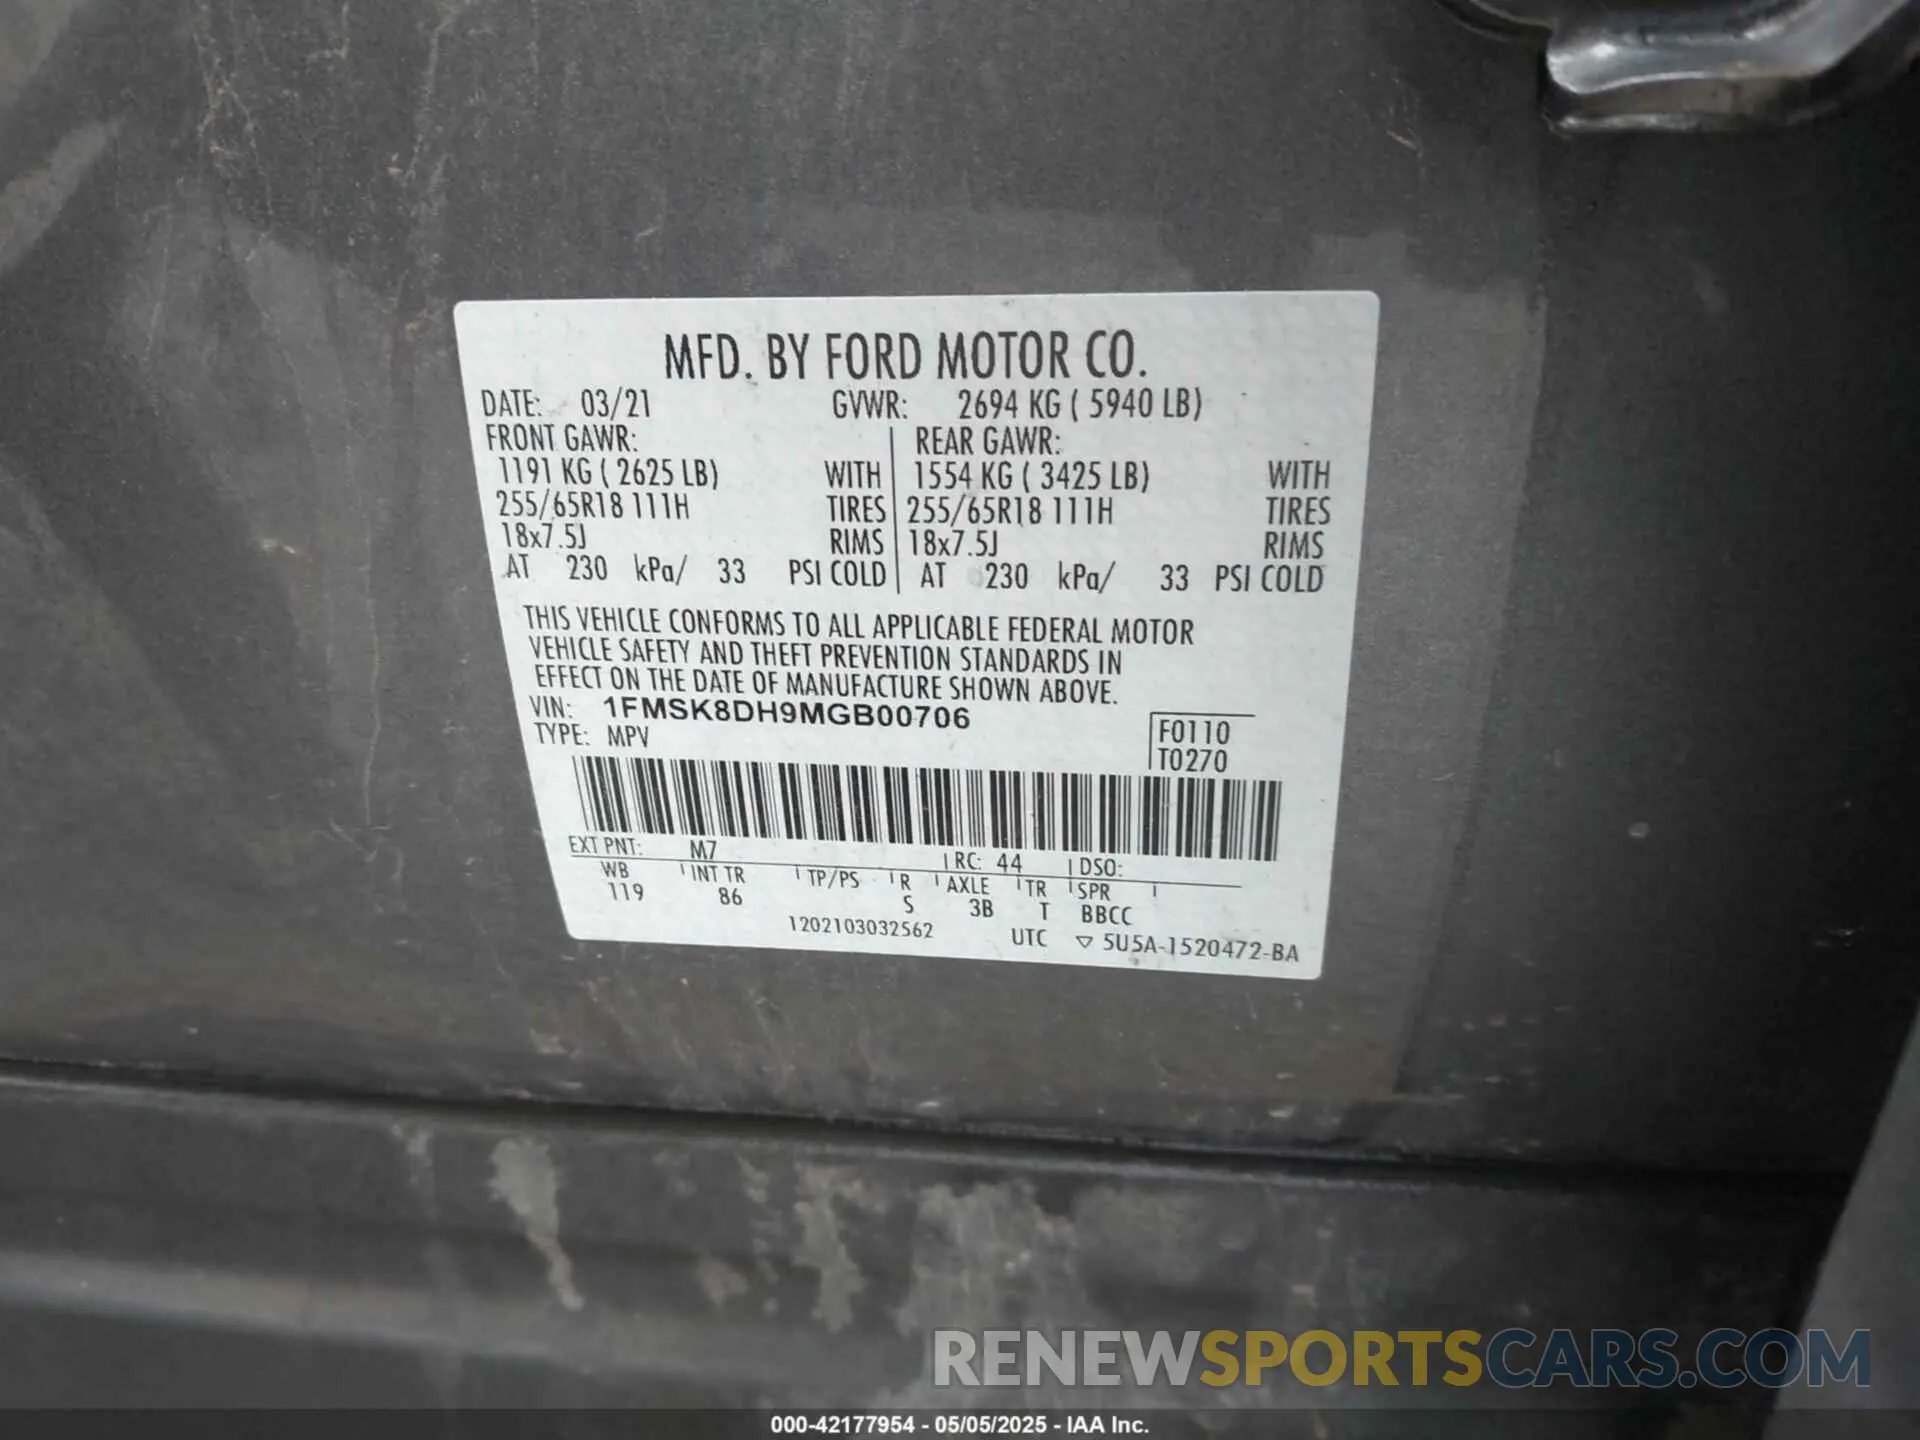 MFD. BY FORD MOTOR CO.
DATE: 03/21 GVWR: 2694 KG ( 5940 LB)
FRONT GAWR: REAR GAWR:
1191 KG ( 2625 LB) WITH 1554 KG ( 3425 LB) WITH
255/65R18 111H TIRES 255/65R18 111H TIRES
18x7.5J RIMS 18x7.5J RIMS
AT 230 kPa/ 33 PSI COLD AT 230 kPa/ 33 PSI COLD
THIS VEHICLE CONFORMS TO ALL APPLICABLE FEDERAL MOTOR
VEHICLE SAFETY AND THEFT PREVENTION STANDARDS IN
EFFECT ON THE DATE OF MANUFACTURE SHOWN ABOVE.
VIN: 1FMSK8DH9MGB00706 F0110
TYPE: MPV T0270
EXT PNT: M7 RC: 44 DSO:
WB INT TR TP/PS R AXLE TR SPR
119 86 S 3B T BBCC
1202103032562 UTC ▽ 5U5A-1520472-BA
RENEWSPORTSCARS.COM
000-42177954 - 05/05/2025 - IAA Inc.